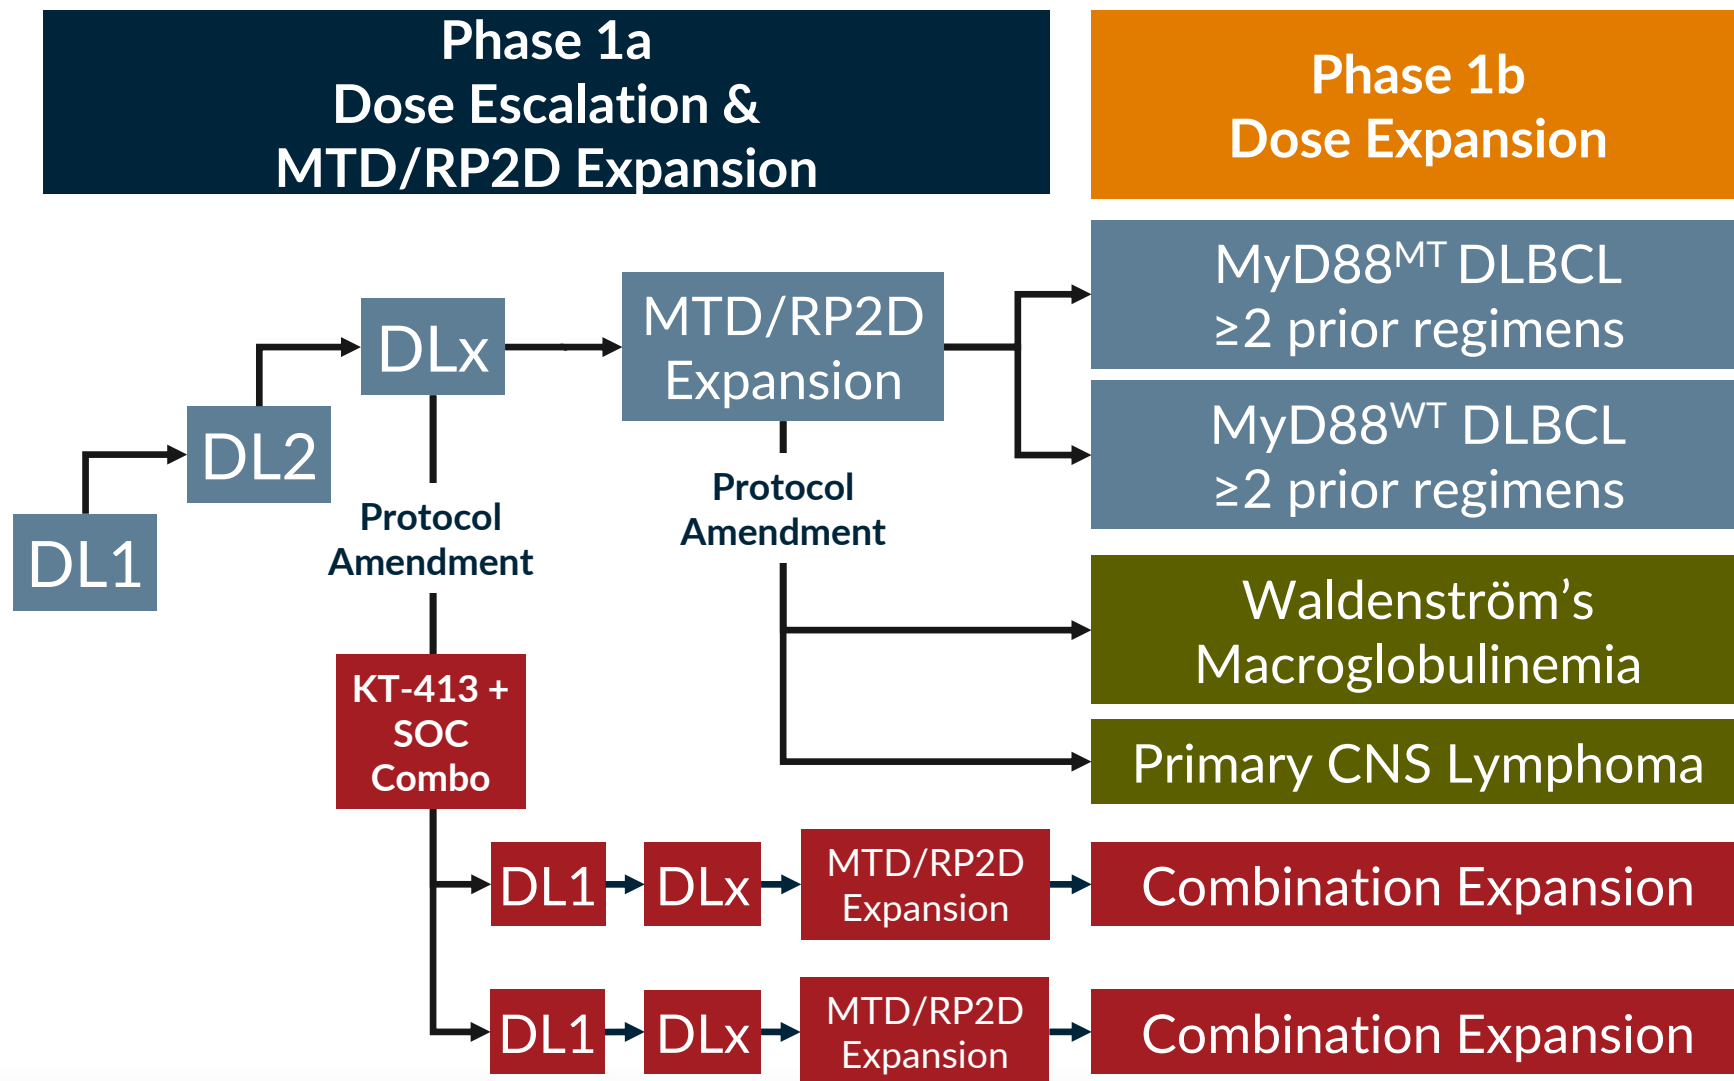 Phase 1a
Dose Escalation &
MTD/RP2D Expansion
Phase 1b
Dose Expansion
DL1
DL2
DLx
MTD/RP2D
Expansion
MyD88ᴹᵀ DLBCL
≥2 prior regimens
MyD88ᵂᵀ DLBCL
≥2 prior regimens
Protocol
Amendment
Protocol
Amendment
Waldenström’s
Macroglobulinemia
Primary CNS Lymphoma
KT-413 +
SOC
Combo
DL1
DLx
MTD/RP2D
Expansion
Combination Expansion
DL1
DLx
MTD/RP2D
Expansion
Combination Expansion